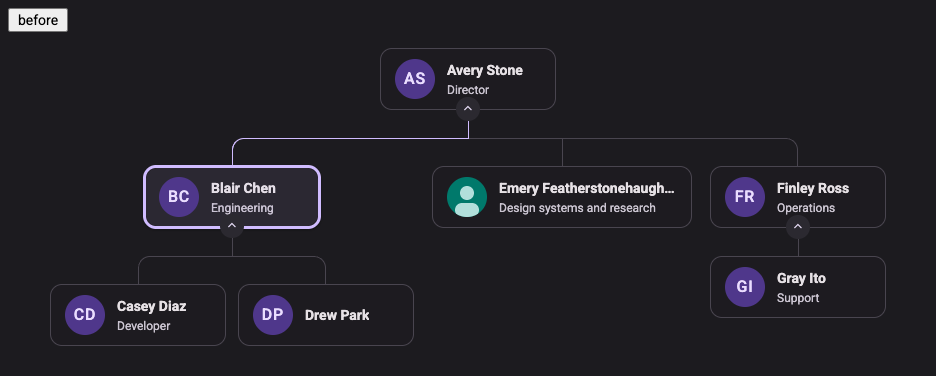 before
AS
Avery Stone
Director
BC
Blair Chen
Engineering
Emery Featherstonehaugh...
Design systems and research
FR
Finley Ross
Operations
CD
Casey Diaz
Developer
DP
Drew Park
GI
Gray Ito
Support